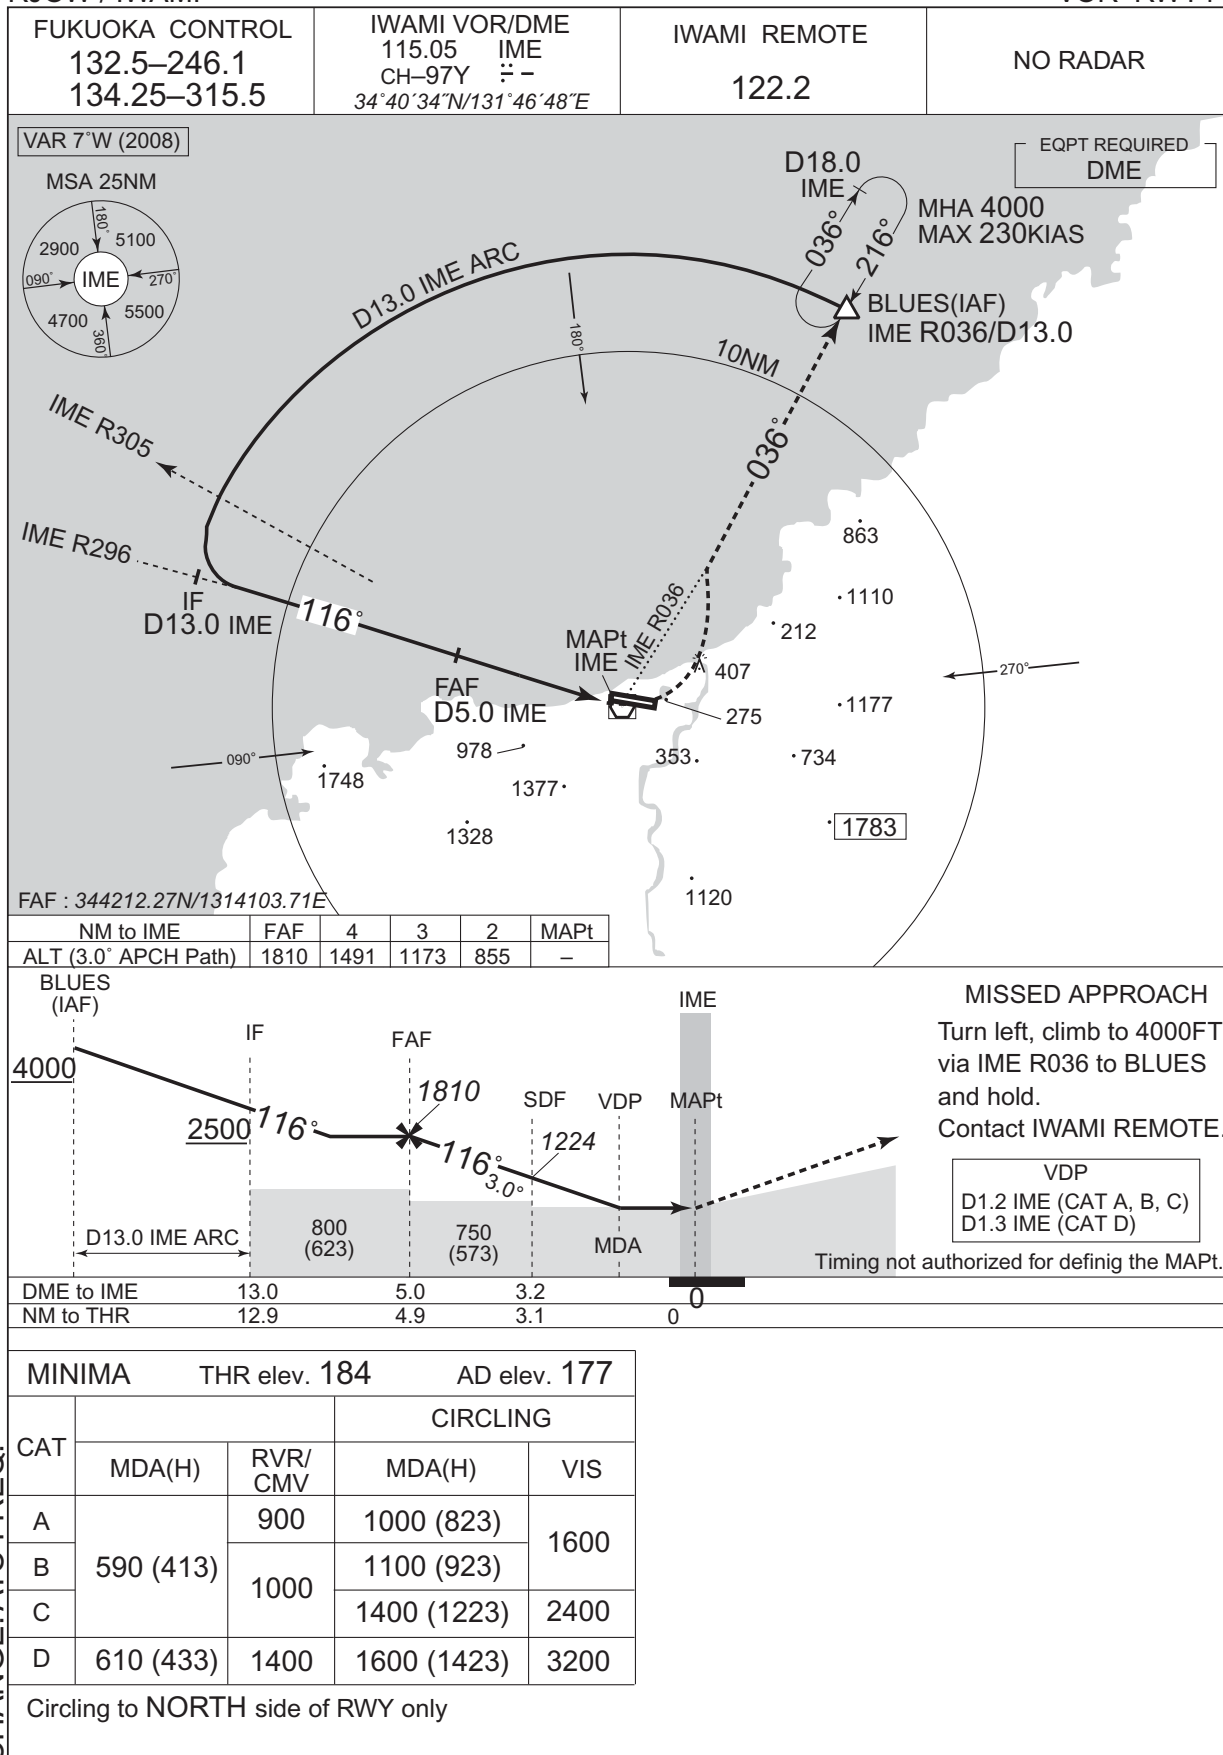 FUKUOKA CONTROL
132.5–246.1
134.25–315.5
IWAMI VOR/DME
115.05 IME
CH–97Y
34˚40´34˝N/131˚46´48˝E
IWAMI REMOTE
122.2
NO RADAR
VAR 7˚W (2008)
MSA 25NM
180˚
2900
5100
090˚
IME
270˚
4700
5500
360˚
EQPT REQUIRED
DME
D18.0
IME
036°
216°
MHA 4000
MAX 230KIAS
BLUES(IAF)
IME R036/D13.0
D13.0 IME ARC
180°
10NM
036°
IME R305
IME R296
IF
D13.0 IME
116°
FAF
D5.0 IME
MAPt
IME
IME R036
863
1110
212
407
275
1177
270°
090°
1748
978
1377
1328
353
734
1783
1120
FAF : 344212.27N/1314103.71E
NM to IME FAF 4 3 2 MAPt
ALT (3.0˚ APCH Path) 1810 1491 1173 855 –
BLUES
(IAF)
IF
FAF
IME
4000
2500
116°
1810
116°
3.0°
SDF
1224
VDP
MAPt
D13.0 IME ARC
800
(623)
750
(573)
MDA
MISSED APPROACH
Turn left, climb to 4000FT
via IME R036 to BLUES
and hold.
Contact IWAMI REMOTE.
VDP
D1.2 IME (CAT A, B, C)
D1.3 IME (CAT D)
Timing not authorized for definig the MAPt.
DME to IME 13.0 5.0 3.2 0
NM to THR 12.9 4.9 3.1 0
MINIMA THR elev. 184 AD elev. 177
CAT
CIRCLING
MDA(H) RVR/CMV MDA(H) VIS
A 590 (413) 900 1000 (823) 1600
B 1000 1100 (923)
C 1400 (1223) 2400
D 610 (433) 1400 1600 (1423) 3200
Circling to NORTH side of RWY only